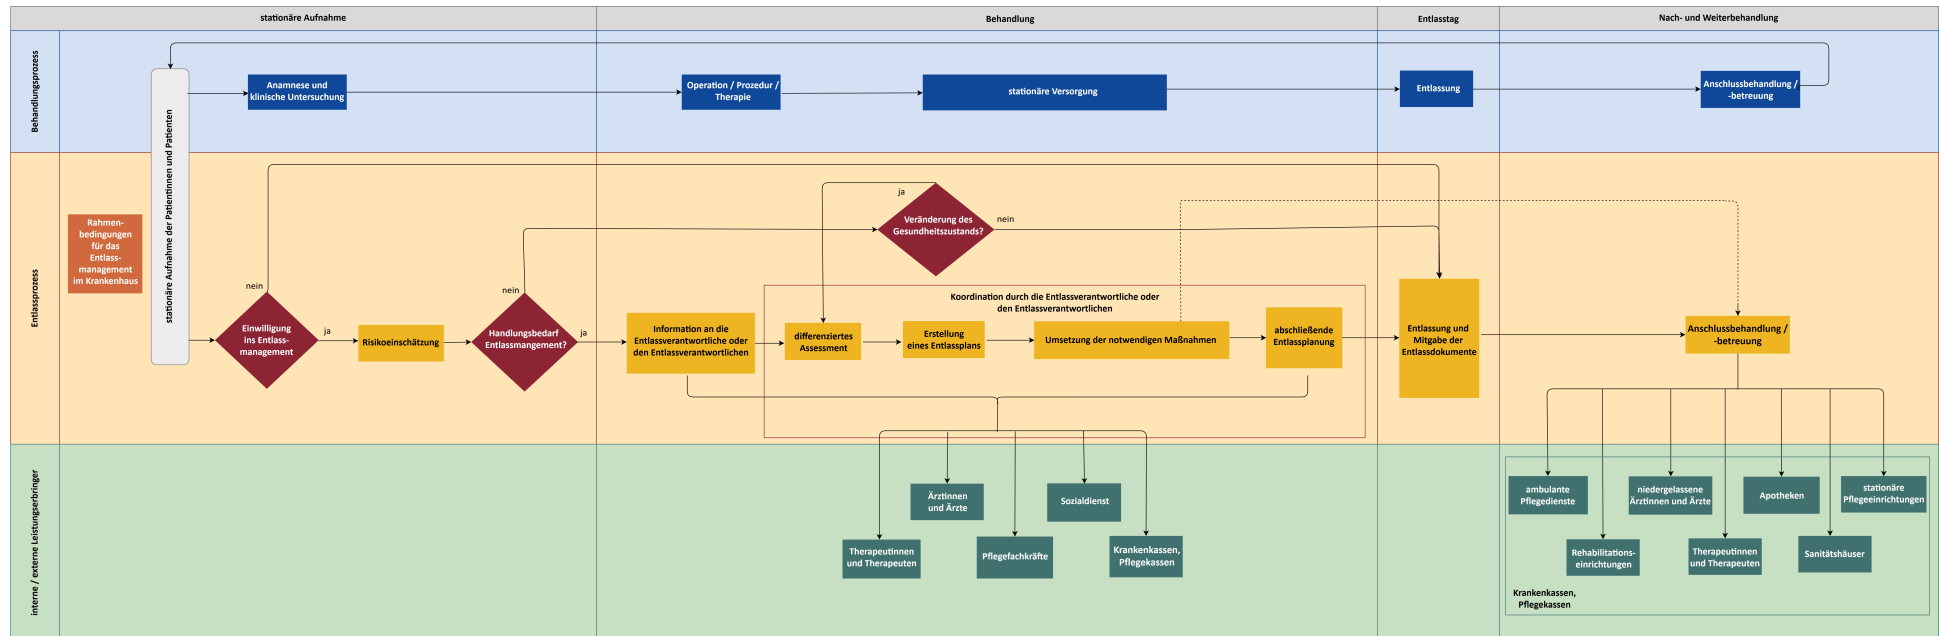 stationäre Aufnahme
Behandlung
Entlasstag
Nach- und Weiterbehandlung
Behandlungsprozess
stationäre Aufnahme der Patientinnen und Patienten
Anamnese und
klinische Untersuchung
Operation / Prozedur /
Therapie
stationäre Versorgung
Entlassung
Anschlussbehandlung /
-betreuung
Entlassprozess
Rahmen-
bedingungen
für das
Entlass-
management
im Krankenhaus
nein
Einwilligung
ins Entlass-
management
ja
Risikoeinschätzung
nein
Handlungsbedarf
Entlassmangement?
ja
ja
Veränderung des
Gesundheitszustands?
nein
Information an die
Entlassverantwortliche oder
den Entlassverantwortlichen
Koordination durch die Entlassverantwortliche oder
den Entlassverantwortlichen
differenziertes
Assessment
Erstellung
eines Entlassplans
Umsetzung der notwendigen Maßnahmen
abschließende
Entlassplanung
Entlassung und
Mitgabe der
Entlassdokumente
Anschlussbehandlung /
-betreuung
interne / externe Leistungserbringer
Ärztinnen
und Ärzte
Sozialdienst
Therapeutinnen
und Therapeuten
Pflegefachkräfte
Krankenkassen,
Pflegekassen
ambulante
Pflegedienste
niedergelassene
Ärztinnen und Ärzte
Apotheken
stationäre
Pflegeeinrichtungen
Rehabilitations-
einrichtungen
Therapeutinnen
und Therapeuten
Sanitätshäuser
Krankenkassen,
Pflegekassen